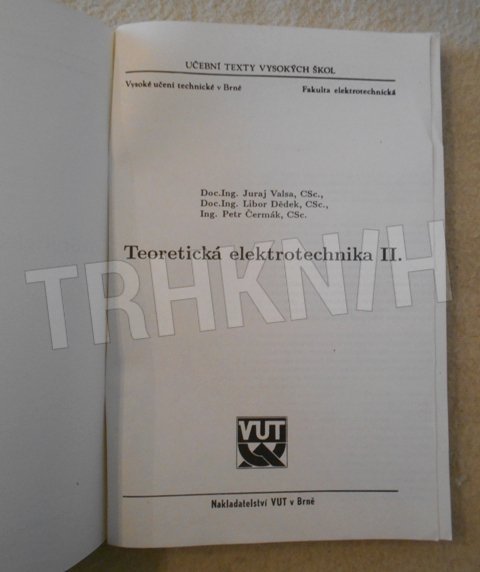 UČEBNÍ TEXTY VYSOKÝCH ŠKOL
Vysoké učení technické v Brně Fakulta elektrotechnická
Doc.Ing. Juraj Valsa, CSc.,
Doc.Ing. Libor Dědek, CSc.,
Ing. Petr Čermák, CSc.
Teoretická elektrotechnika II.
TRHKNIH
VUT
Nakladatelství VUT v Brně